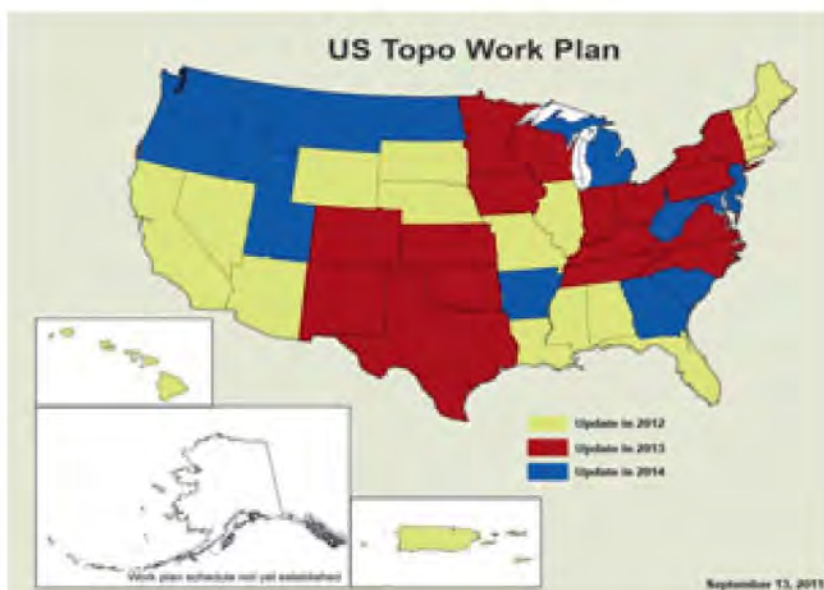 US Topo Work Plan
Update in 2012
Update in 2013
Update in 2014
Work plan schedule not yet established
September 13, 2011